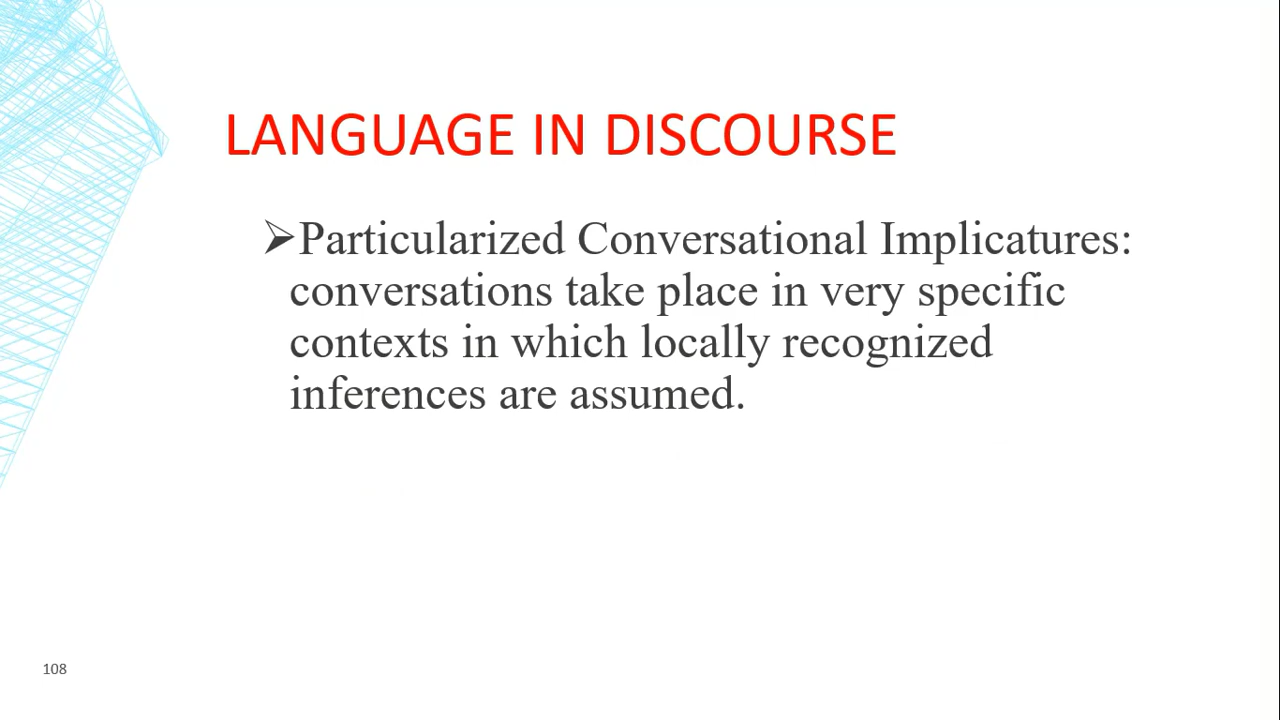 LANGUAGE IN DISCOURSE
➢Particularized Conversational Implicatures:
conversations take place in very specific
contexts in which locally recognized
inferences are assumed.
108